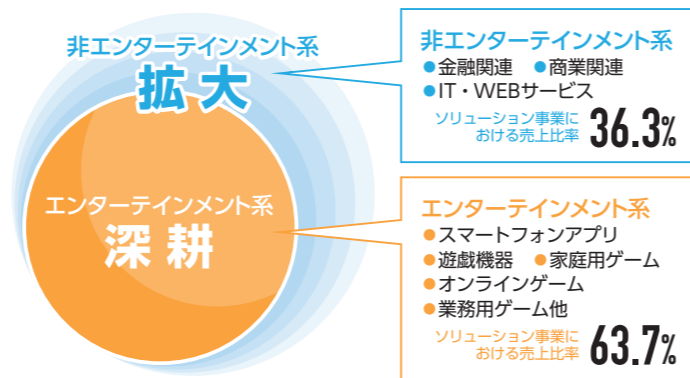 非エンターテインメント系
拡大
エンターテインメント系
深耕
非エンターテインメント系
●金融関連 ●商業関連
●IT・WEBサービス
ソリューション事業に
おける売上比率 36.3%
エンターテインメント系
●スマートフォンアプリ
●遊戯機器 ●家庭用ゲーム
●オンラインゲーム
●業務用ゲーム他
ソリューション事業に
おける売上比率 63.7%